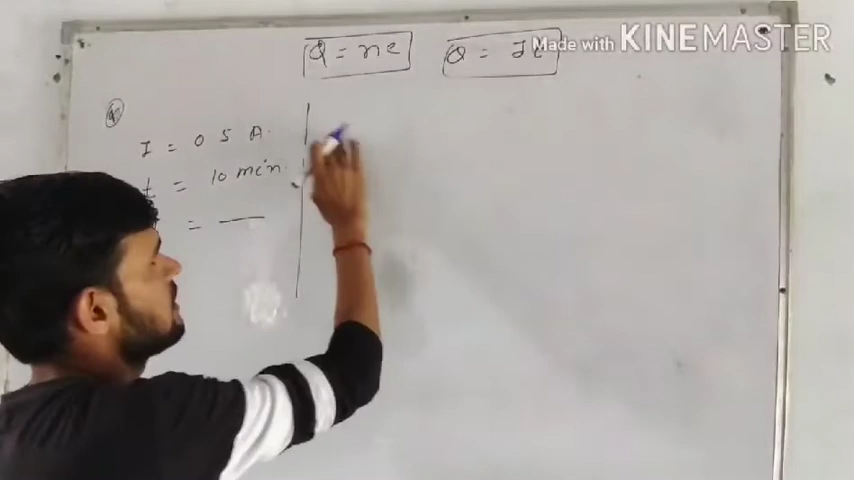 Q = ne
Q = It
Made with KINEMASTER
Q
I = 0 5 A.
t = 10 min.
=